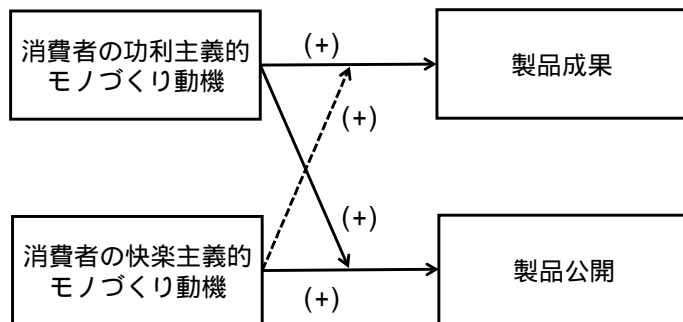 消費者の功利主義的
モノづくり動機
(+)
製品成果
(+)
(+)
消費者の快楽主義的
モノづくり動機
(+)
製品公開